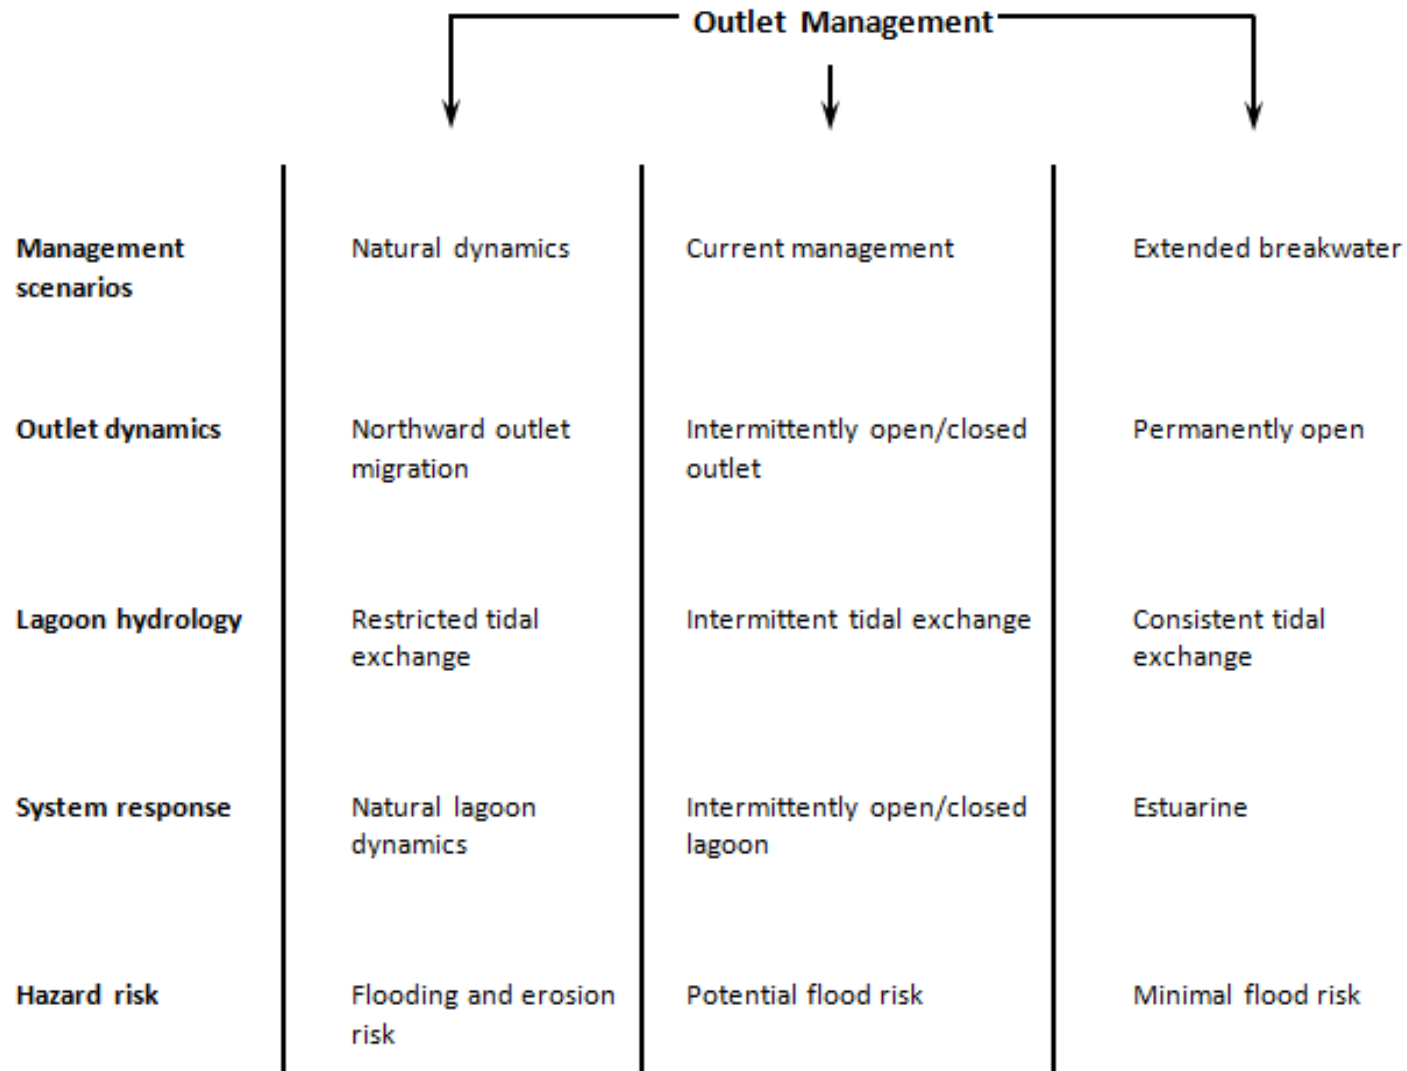 Outlet Management
Management Natural dynamics Current management Extended breakwater
scenarios
Outlet dynamics Northward outlet Intermittently open/closed Permanently open
migration outlet
Lagoon hydrology Restricted tidal Intermittent tidal exchange Consistent tidal
exchange exchange
System response Natural lagoon Intermittently open/closed Estuarine
dynamics lagoon
Hazard risk Flooding and erosion Potential flood risk Minimal flood risk
risk